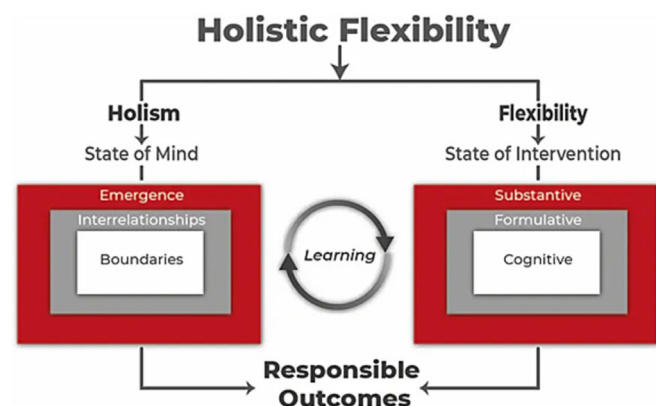 Holistic Flexibility
Holism
Flexibility
State of Mind
State of Intervention
Emergence
Interrelationships
Boundaries
Learning
Substantive
Formulative
Cognitive
Responsible
Outcomes